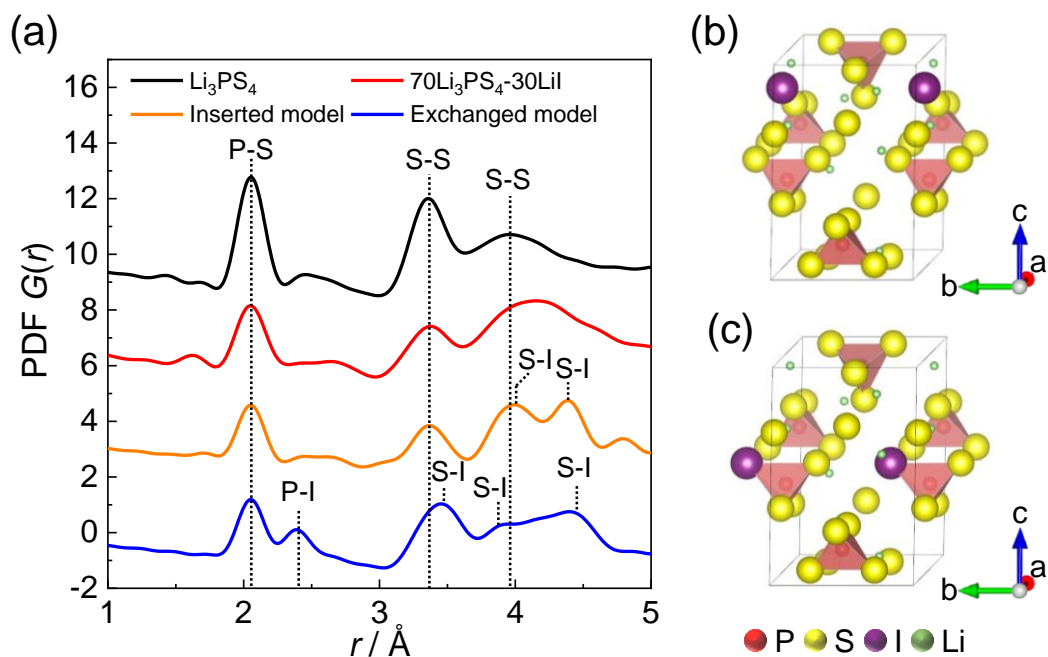 (a)
16
14
12
10
8
6
4
2
0
-2
PDF G(r)
Li₃PS₄
70Li₃PS₄-30LiI
Inserted model
Exchanged model
P-S
S-S
S-S
S-I
S-I
P-I
S-I
S-I
S-I
1 2 3 4 5
r / Å
(b)
c
a
b
(c)
c
a
b
P S I Li